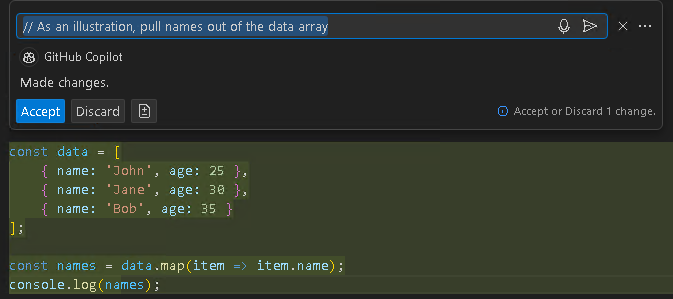 // As an illustration, pull names out of the data array
GitHub Copilot
Made changes.
Accept Discard Accept or Discard 1 change.
const data = [
    { name: 'John', age: 25 },
    { name: 'Jane', age: 30 },
    { name: 'Bob', age: 35 }
];
const names = data.map(item => item.name);
console.log(names);